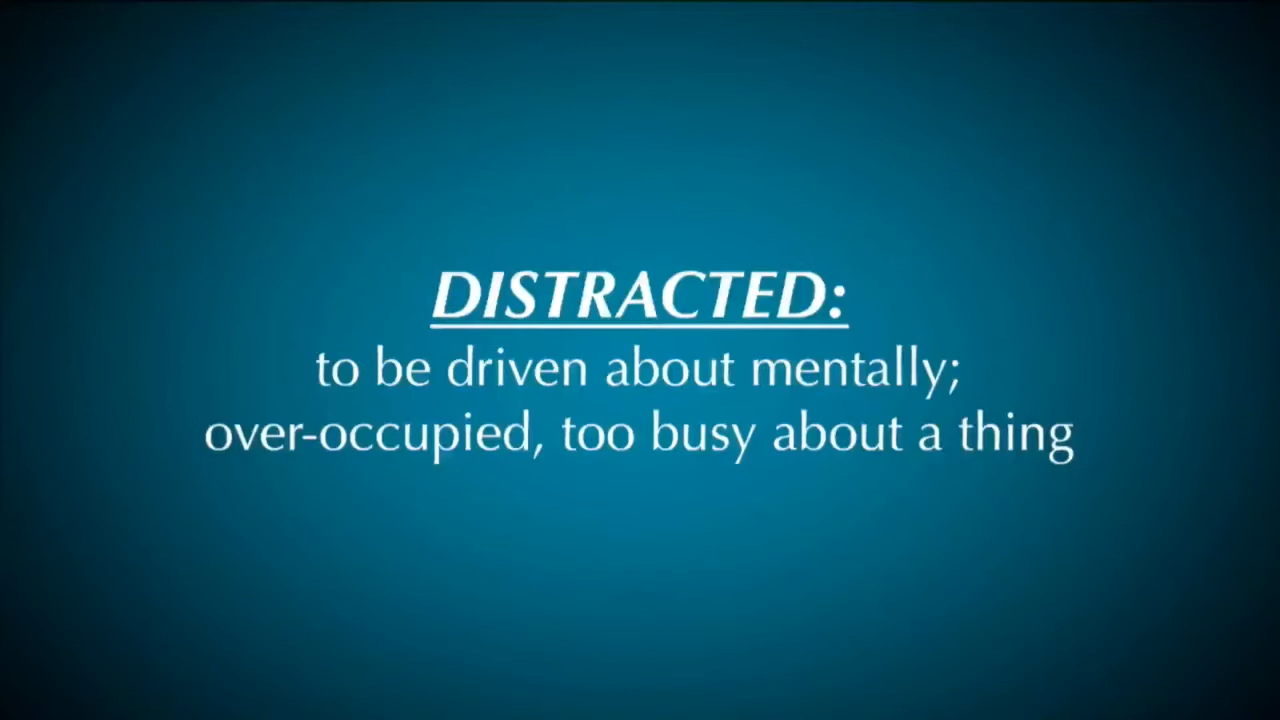 DISTRACTED:
to be driven about mentally;
over-occupied, too busy about a thing